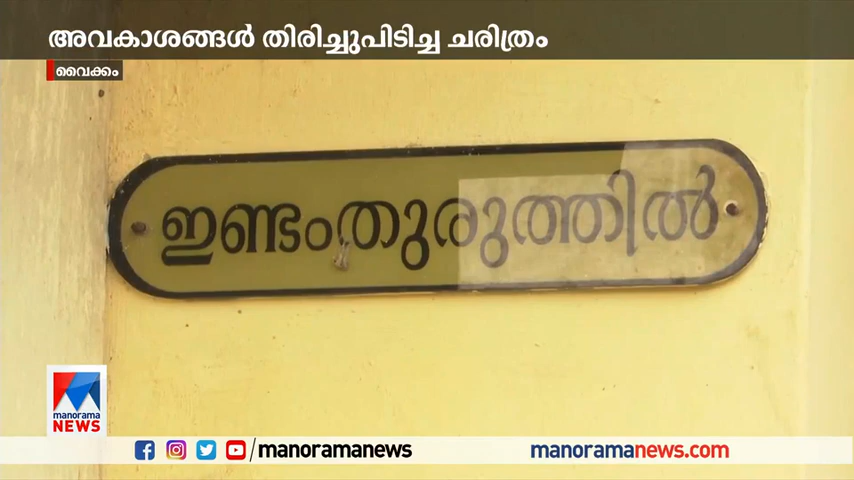 അവകാശങ്ങൾ തിരിച്ചുപിടിച്ച ചരിത്രം
വൈക്കം
ഇണ്ടംതുരുത്തിൽ
manorama
NEWS
/manoramanews
manoramanews.com